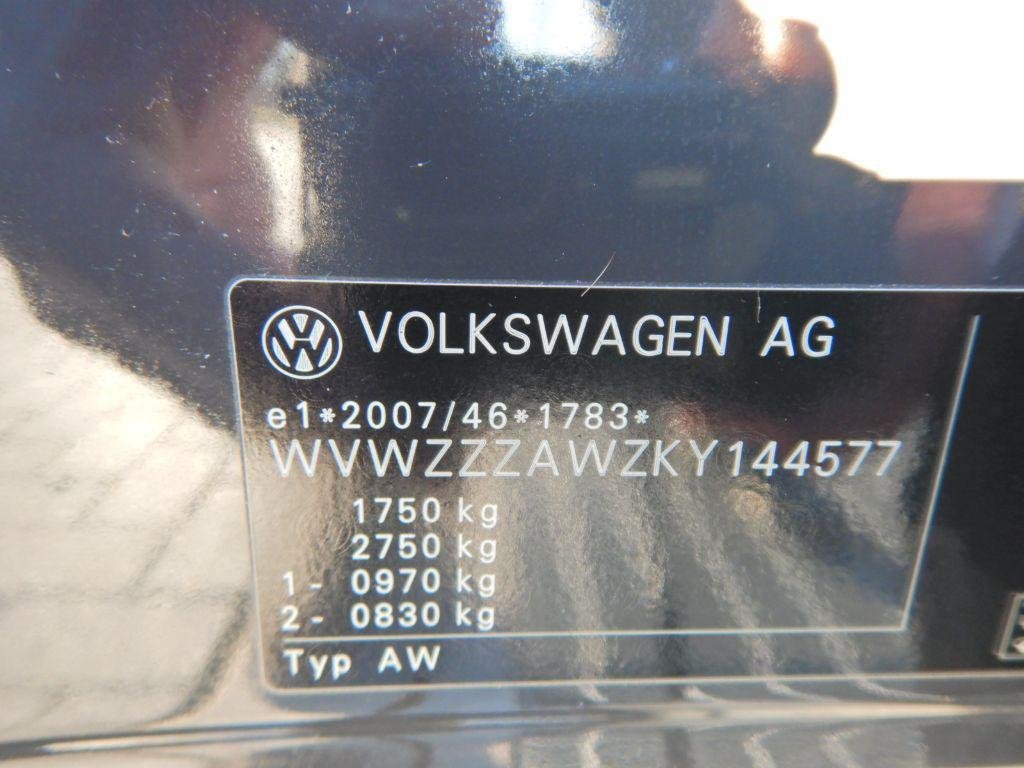 VOLKSWAGEN AG
e1*2007/46*1783*
WVWZZZAWZKY144577
1750 kg
2750 kg
1 - 0970 kg
2 - 0830 kg
Typ AW